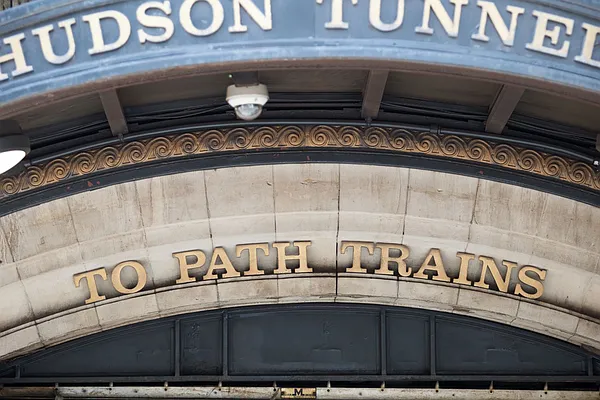 HUDSON TUNNEL
TO PATH TRAINS
M